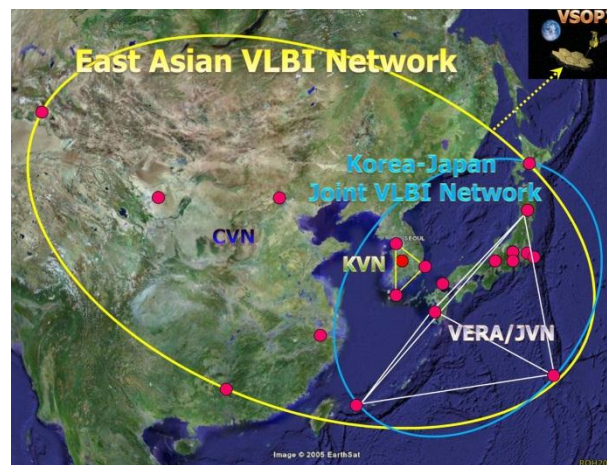 VSOP2
East Asian VLBI Network
Korea-Japan
Joint VLBI Network
CVN
SEOUL
KVN
VERA/JVN
Image © 2005 EarthSat